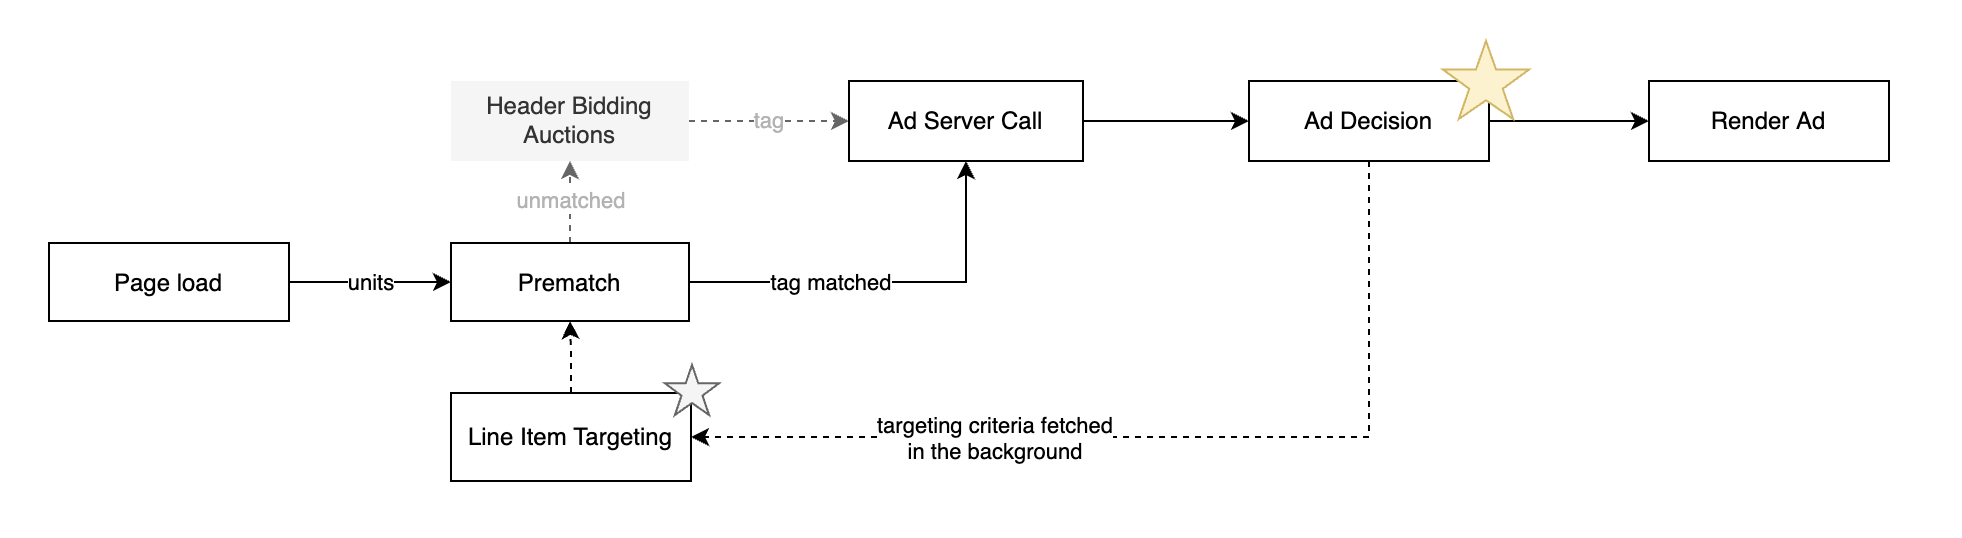 Header Bidding
Auctions
tag
Ad Server Call
Ad Decision
Render Ad
unmatched
Page load
units
Prematch
tag matched
Line Item Targeting
targeting criteria fetched
in the background